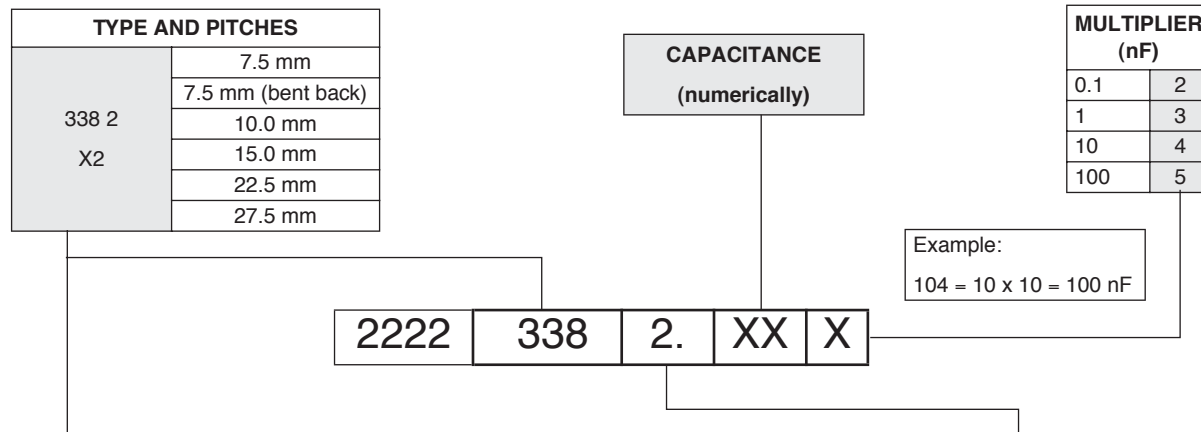 TYPE AND PITCHES
338 2
X2
7.5 mm
7.5 mm (bent back)
10.0 mm
15.0 mm
22.5 mm
27.5 mm
CAPACITANCE
(numerically)
MULTIPLIER
(nF)
0.1 2
1 3
10 4
100 5
Example:
104 = 10 x 10 = 100 nF
2222 338 2. XX X